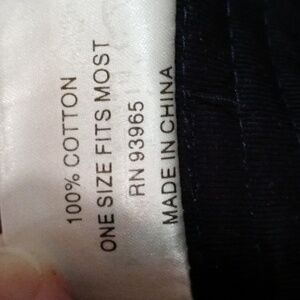 100% COTTON
ONE SIZE FITS MOST
RN 93965
MADE IN CHINA